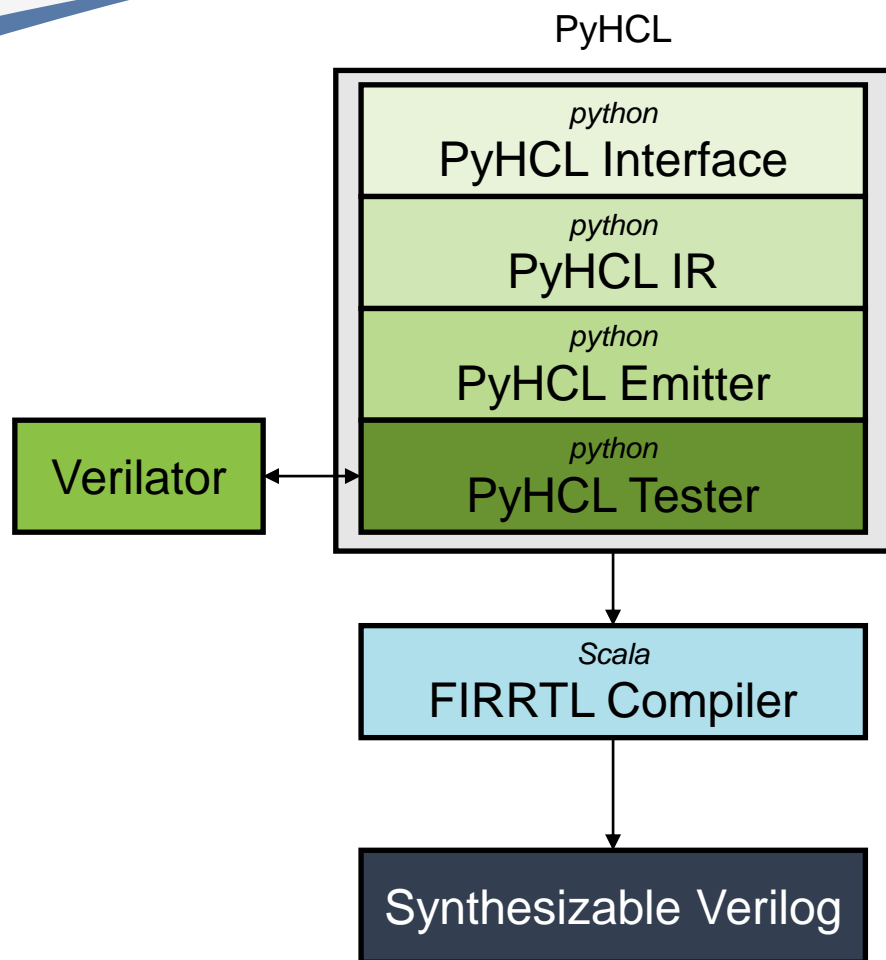 PyHCL
python
PyHCL Interface
python
PyHCL IR
python
PyHCL Emitter
Verilator
python
PyHCL Tester
Scala
FIRRTL Compiler
Synthesizable Verilog